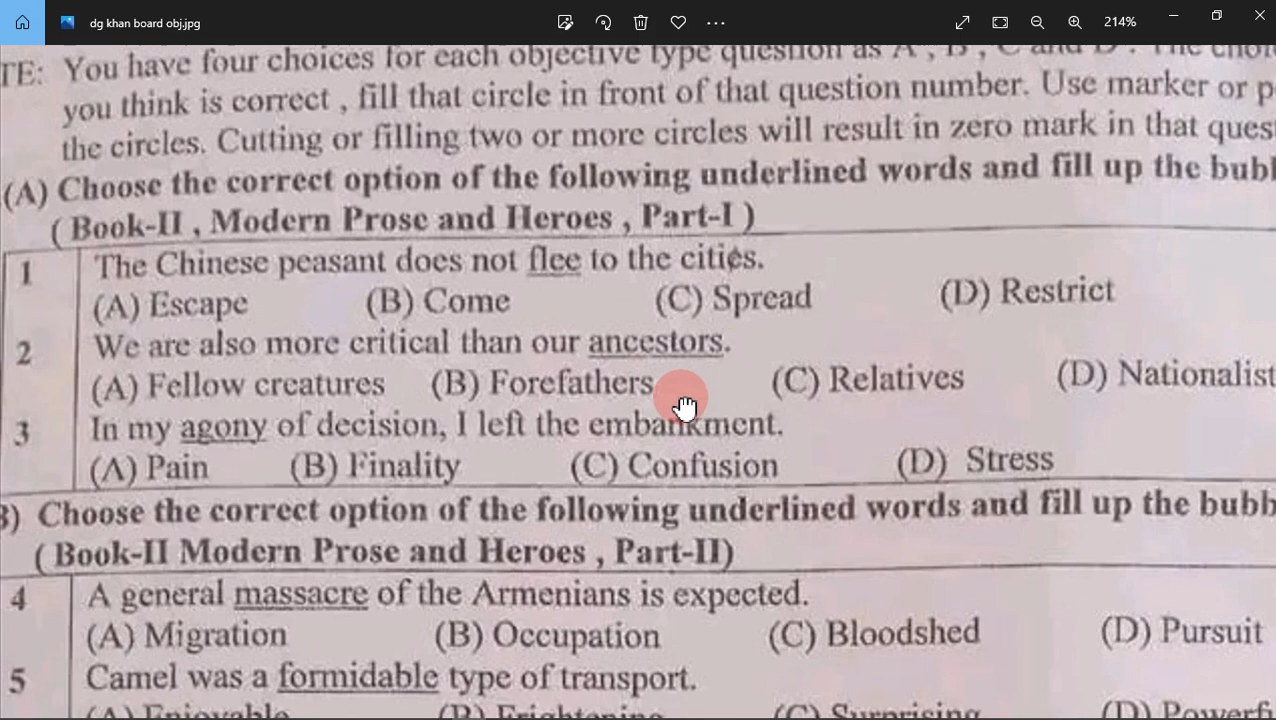 dg khan board obj.jpg
214%
TE: You have four choices for each objective type question as A , B , C and D . The
you think is correct , fill that circle in front of that question number. Use marker or
the circles. Cutting or filling two or more circles will result in zero mark in that
(A) Choose the correct option of the following underlined words and fill up the
( Book-II , Modern Prose and Heroes , Part-I )
1 The Chinese peasant does not flee to the cities.
(A) Escape (B) Come (C) Spread (D) Restrict
2 We are also more critical than our ancestors.
(A) Fellow creatures (B) Forefathers (C) Relatives (D) Nationalist
3 In my agony of decision, I left the embankment.
(A) Pain (B) Finality (C) Confusion (D) Stress
) Choose the correct option of the following underlined words and fill up the
( Book-II Modern Prose and Heroes , Part-II)
4 A general massacre of the Armenians is expected.
(A) Migration (B) Occupation (C) Bloodshed (D) Pursuit
5 Camel was a formidable type of transport.
(A) Enjoyable (B) Frightening (C) Surprising (D)